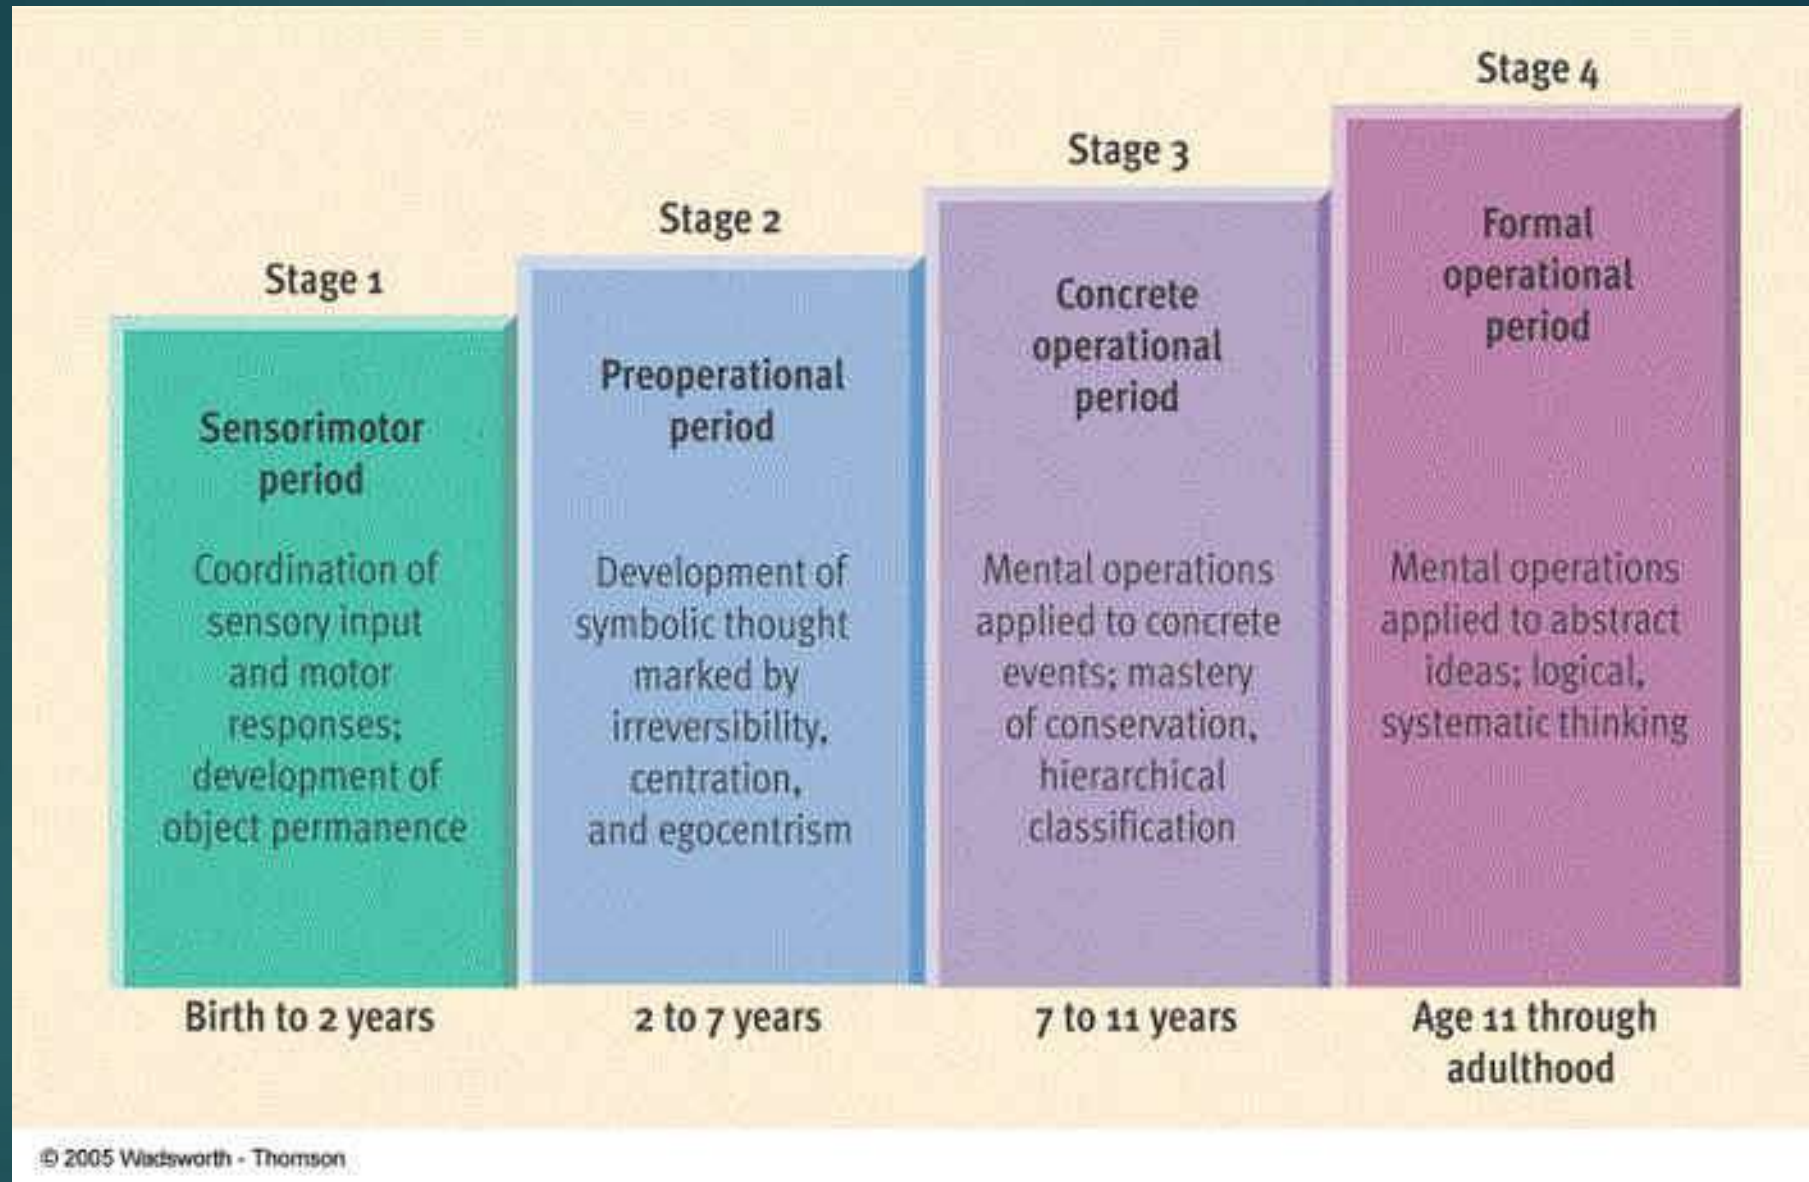 Stage 1
Sensorimotor
period
Coordination of
sensory input
and motor
responses;
development of
object permanence
Birth to 2 years
Stage 2
Preoperational
period
Development of
symbolic thought
marked by
irreversibility,
centration,
and egocentrism
2 to 7 years
Stage 3
Concrete
operational
period
Mental operations
applied to concrete
events; mastery
of conservation,
hierarchical
classification
7 to 11 years
Stage 4
Formal
operational
period
Mental operations
applied to abstract
ideas; logical,
systematic thinking
Age 11 through
adulthood
© 2005 Wadsworth - Thomson